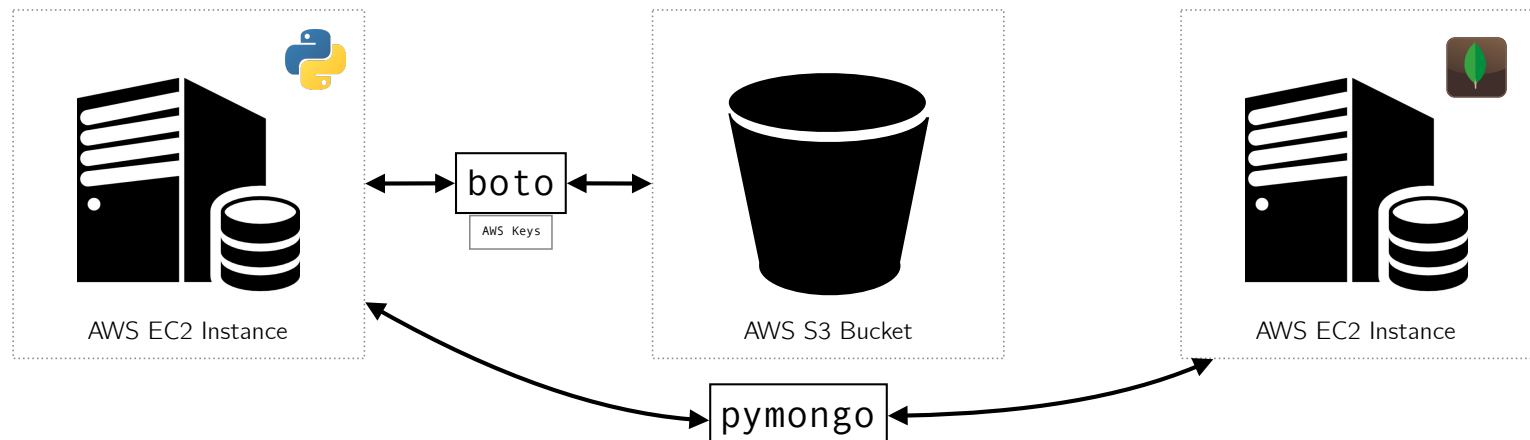 boto
AWS Keys
AWS EC2 Instance
AWS S3 Bucket
AWS EC2 Instance
pymongo